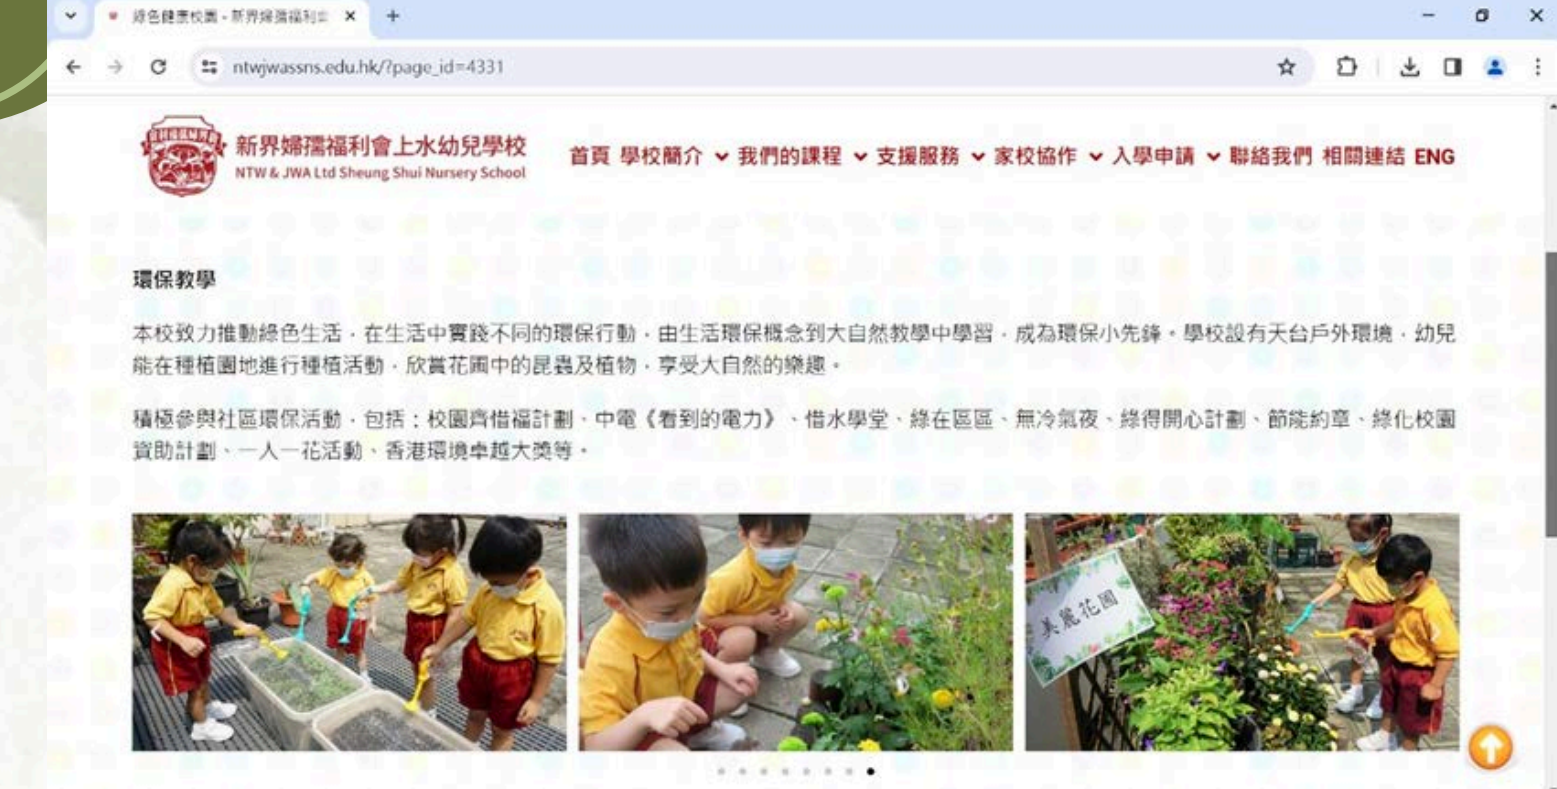 綠色健康校園 - 新界婦孺福利會
ntwjwassns.edu.hk/?page_id=4331
新界婦孺福利會上水幼兒學校
NTW & JWA Ltd Sheung Shui Nursery School
首頁 學校簡介 我們的課程 支援服務 家校協作 入學申請 聯絡我們 相關連結 ENG
環保教學
本校致力推動綠色生活，在生活中實踐不同的環保行動，由生活環保概念到大自然教學中學習，成為環保小先鋒。學校設有天台戶外環境，幼兒
能在種植園地進行種植活動，欣賞花圃中的昆蟲及植物，享受大自然的樂趣。
積極參與社區環保活動，包括：校園齊惜福計劃、中電《看到的電力》、惜水學堂、綠在區區、無冷氣夜、綠得開心計劃、節能約章、綠化校園
資助計劃、一人一花活動、香港環境卓越大獎等。
美麗花園